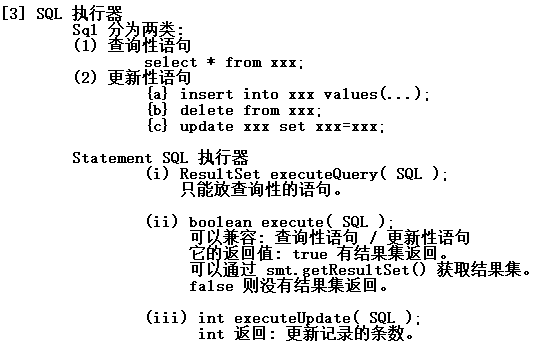 [3] SQL 执行器
Sql 分为两类:
(1) 查询性语句
select * from xxx;
(2) 更新性语句
{a} insert into xxx values(...);
{b} delete from xxx;
{c} update xxx set xxx=xxx;
Statement SQL 执行器
(i) ResultSet executeQuery( SQL );
只能放查询性的语句。
(ii) boolean execute( SQL );
可以兼容: 查询性语句 / 更新性语句
它的返回值: true 有结果集返回。
可以通过 smt.getResultSet() 获取结果集。
false 则没有结果集返回。
(iii) int executeUpdate( SQL );
int 返回: 更新记录的条数。